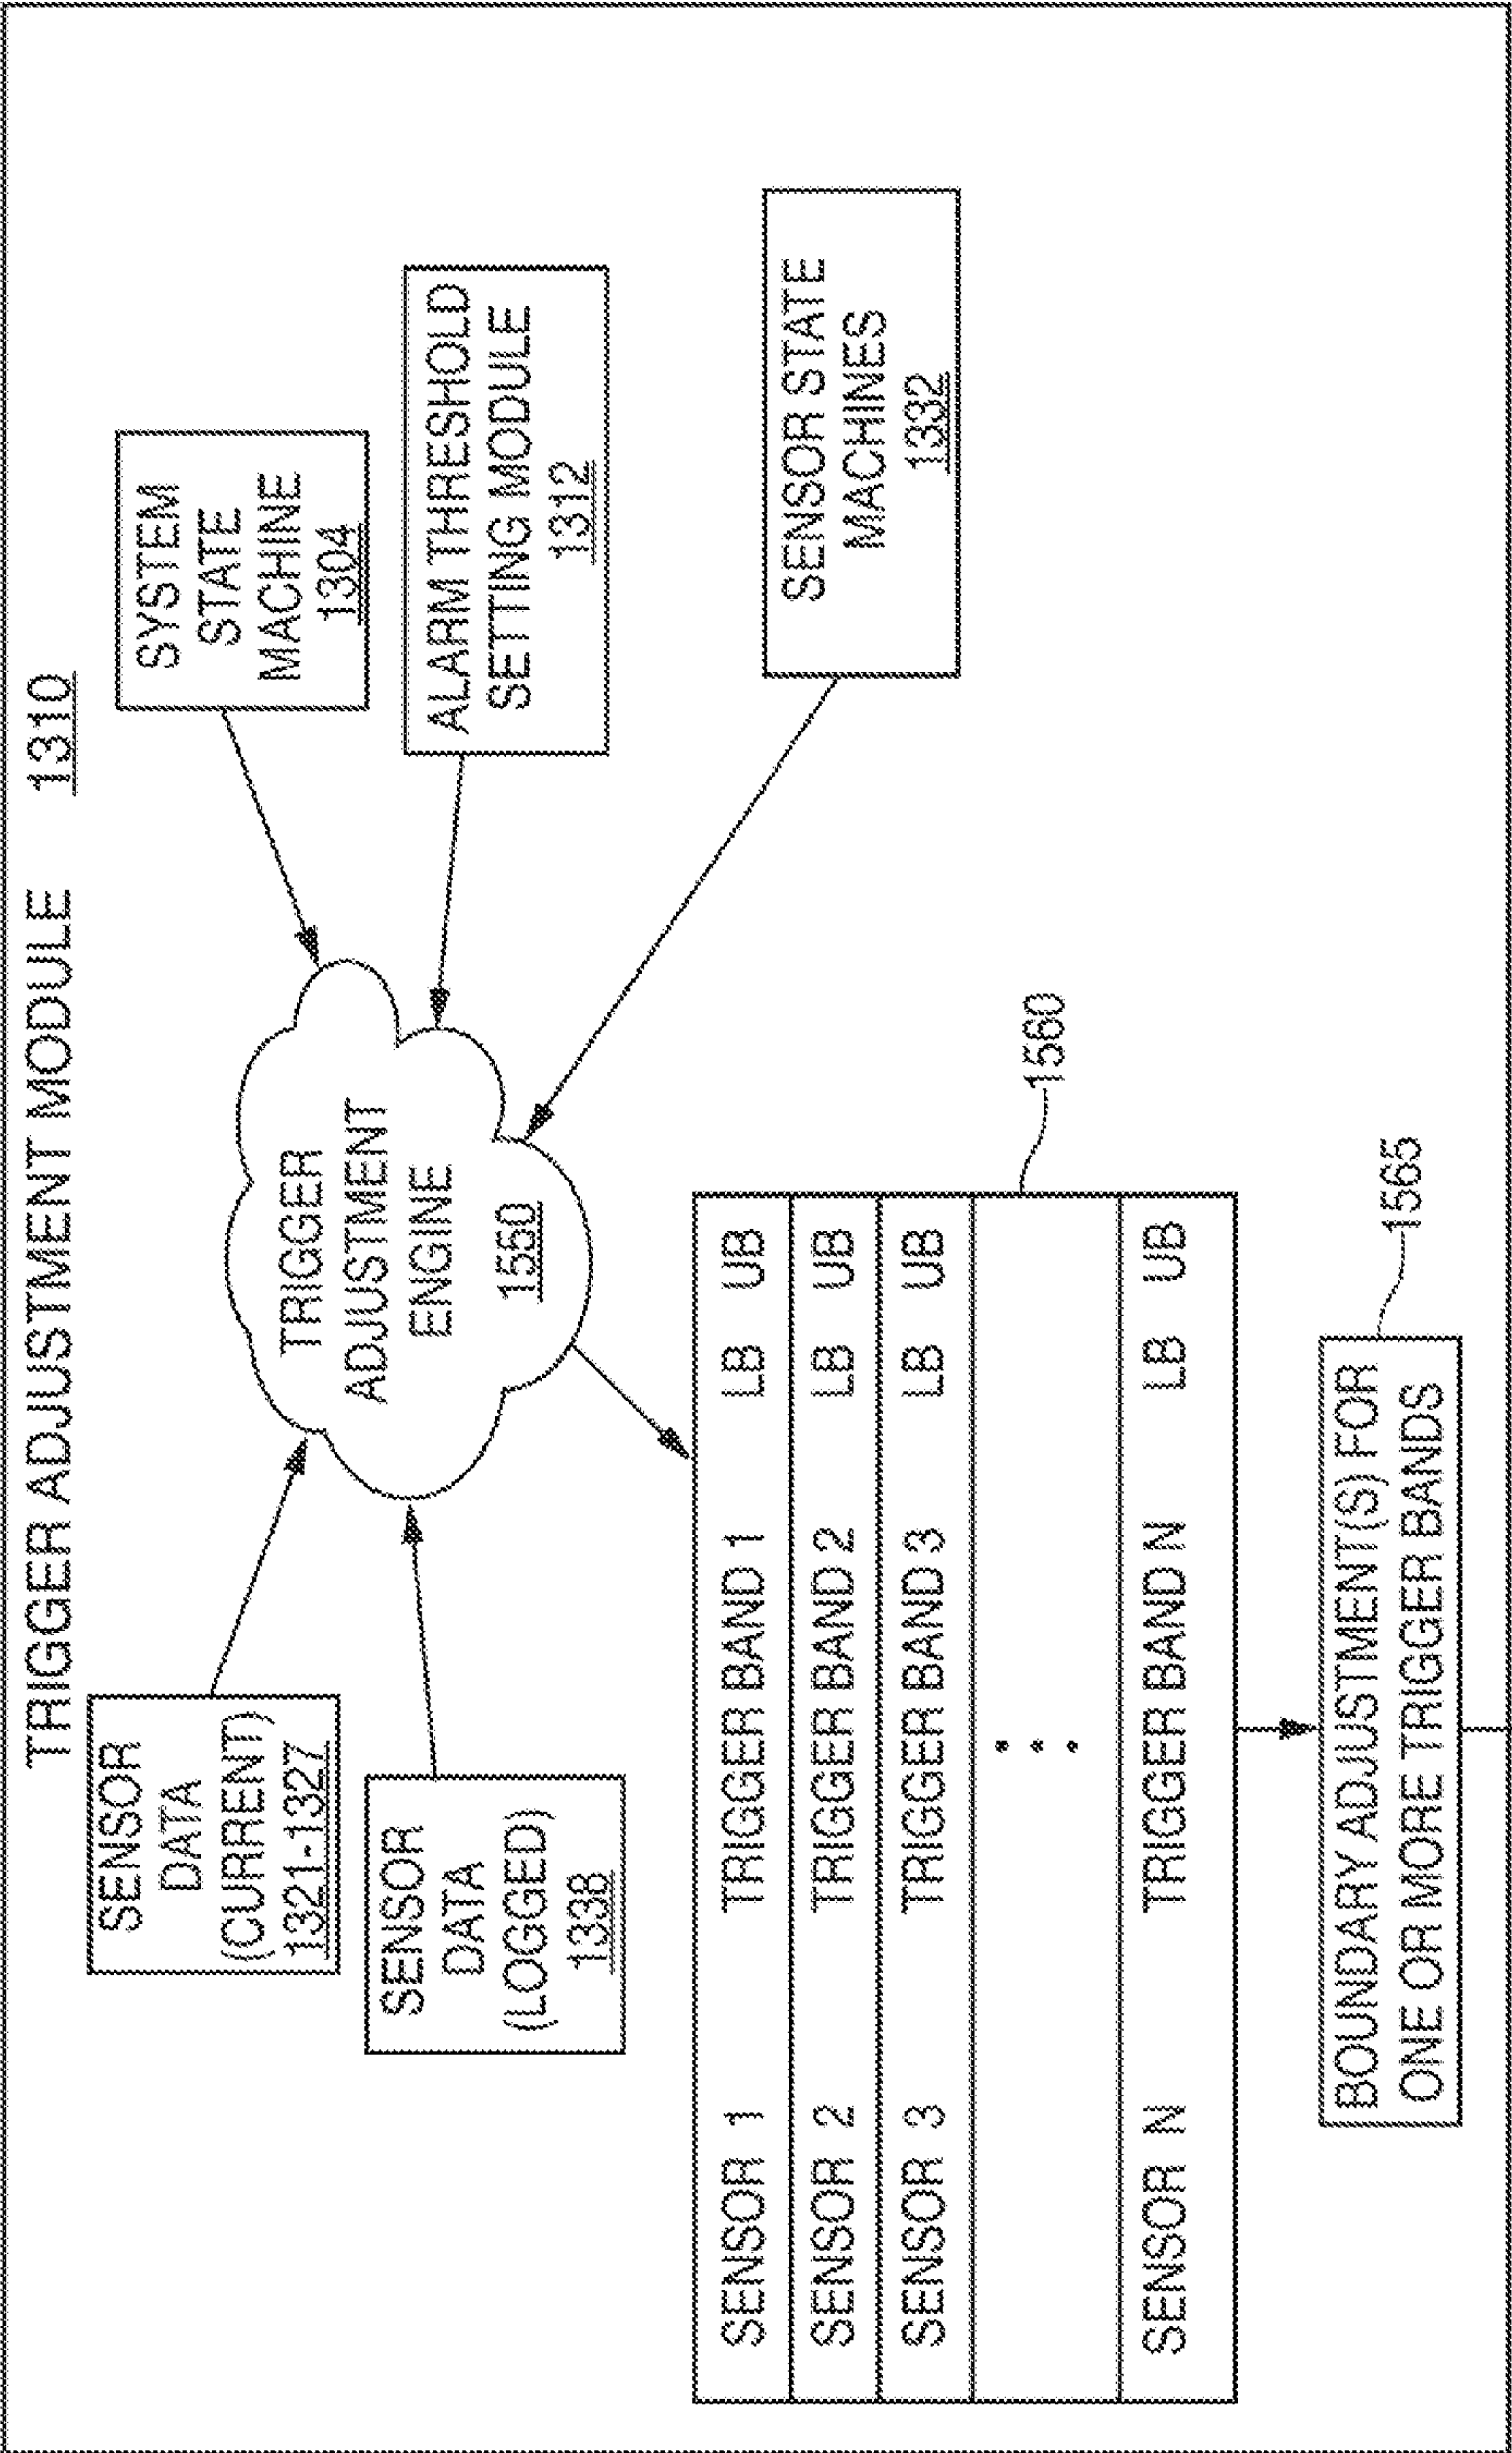 TRIGGER ADJUSTMENT MODULE 1310
SENSOR
DATA
(CURRENT)
1321-1327
SENSOR
DATA
(LOGGED)
1338
TRIGGER
ADJUSTMENT
ENGINE
1550
SYSTEM
STATE
MACHINE
1304
ALARM THRESHOLD
SETTING MODULE
1312
SENSOR STATE
MACHINES
1332
SENSOR 1 TRIGGER BAND 1 LB UB
SENSOR 2 TRIGGER BAND 2 LB UB
SENSOR 3 TRIGGER BAND 3 LB UB
• • •
SENSOR N TRIGGER BAND N LB UB
1560
BOUNDARY ADJUSTMENT(S) FOR
ONE OR MORE TRIGGER BANDS
1565